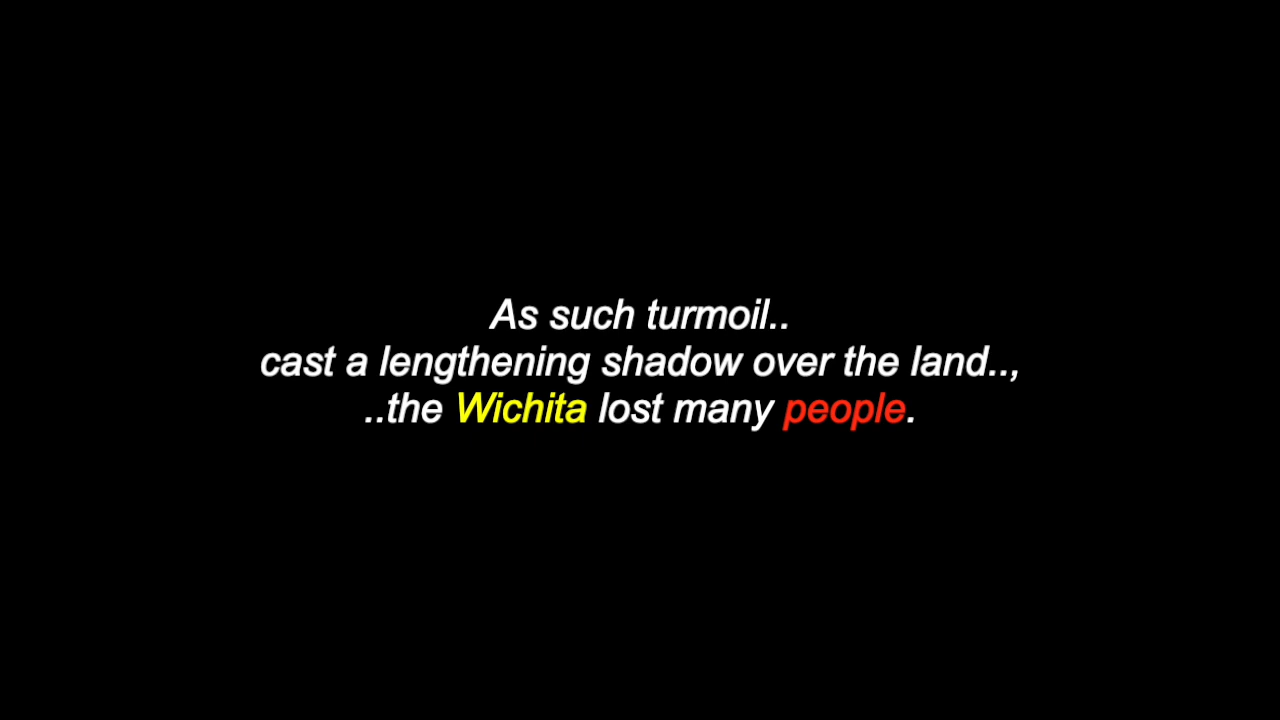 As such turmoil..
cast a lengthening shadow over the land..,
..the Wichita lost many people.